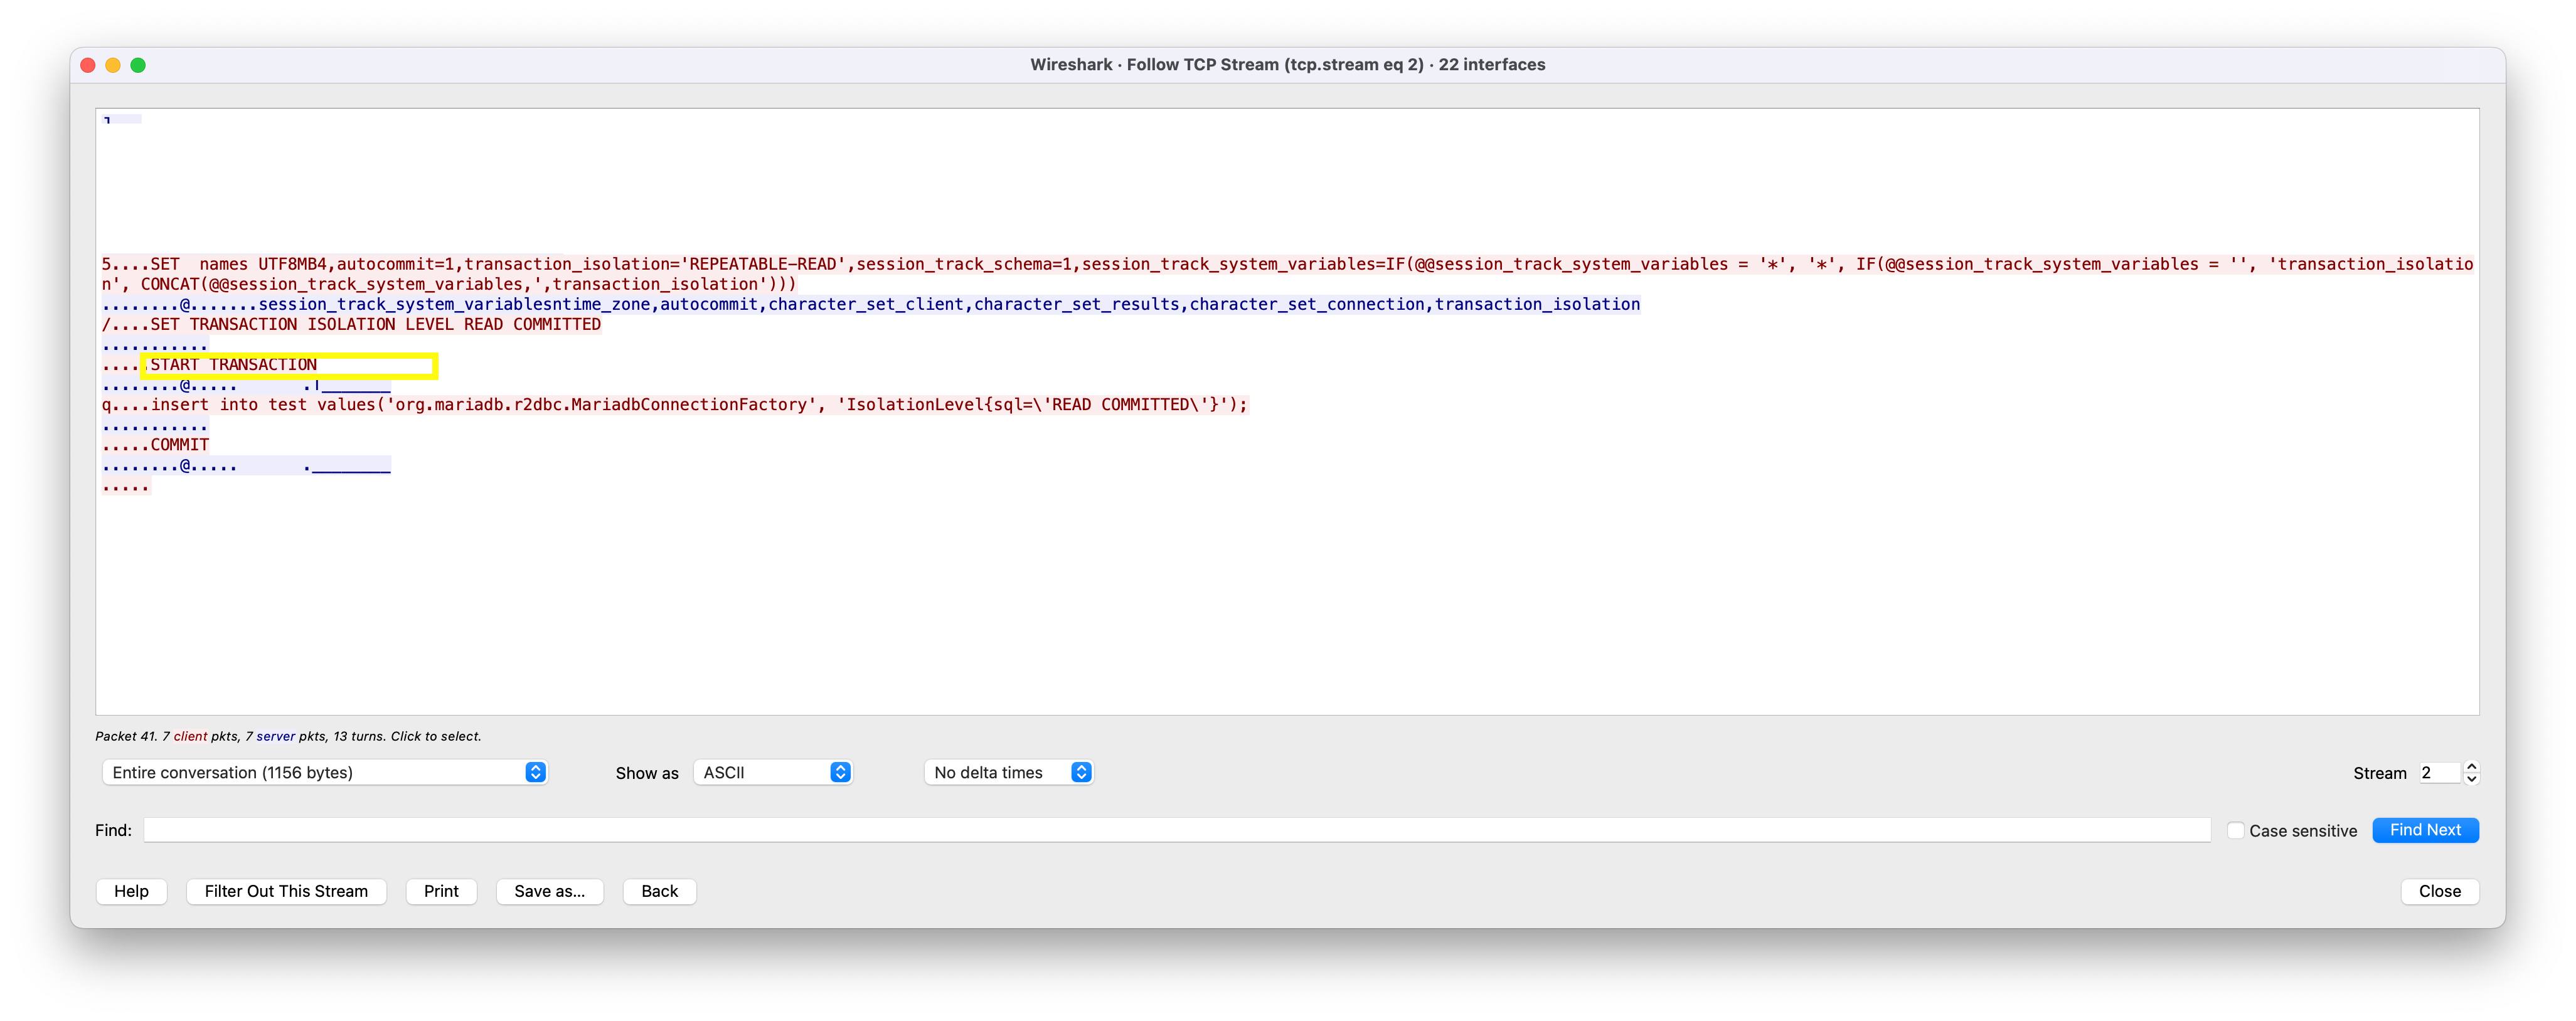 Wireshark · Follow TCP Stream (tcp.stream eq 2) · 22 interfaces
5....SET  names UTF8MB4,autocommit=1,transaction_isolation='REPEATABLE-READ',session_track_schema=1,session_track_system_variables=IF(@@session_track_system_variables = '*', '*', IF(@@session_track_system_variables = '', 'transaction_isolatio
n', CONCAT(@@session_track_system_variables,',transaction_isolation')))
........@.......session_track_system_variablesntime_zone,autocommit,character_set_client,character_set_results,character_set_connection,transaction_isolation
/....SET TRANSACTION ISOLATION LEVEL READ COMMITTED
...........
.....START TRANSACTION
........@.....       .T_______
q....insert into test values('org.mariadb.r2dbc.MariadbConnectionFactory', 'IsolationLevel{sql=\'READ COMMITTED\'}');
...........
.....COMMIT
........@.....       .________
.....
Packet 41. 7 client pkts, 7 server pkts, 13 turns. Click to select.
Entire conversation (1156 bytes) Show as ASCII No delta times Stream 2
Find: Case sensitive Find Next
Help Filter Out This Stream Print Save as... Back Close